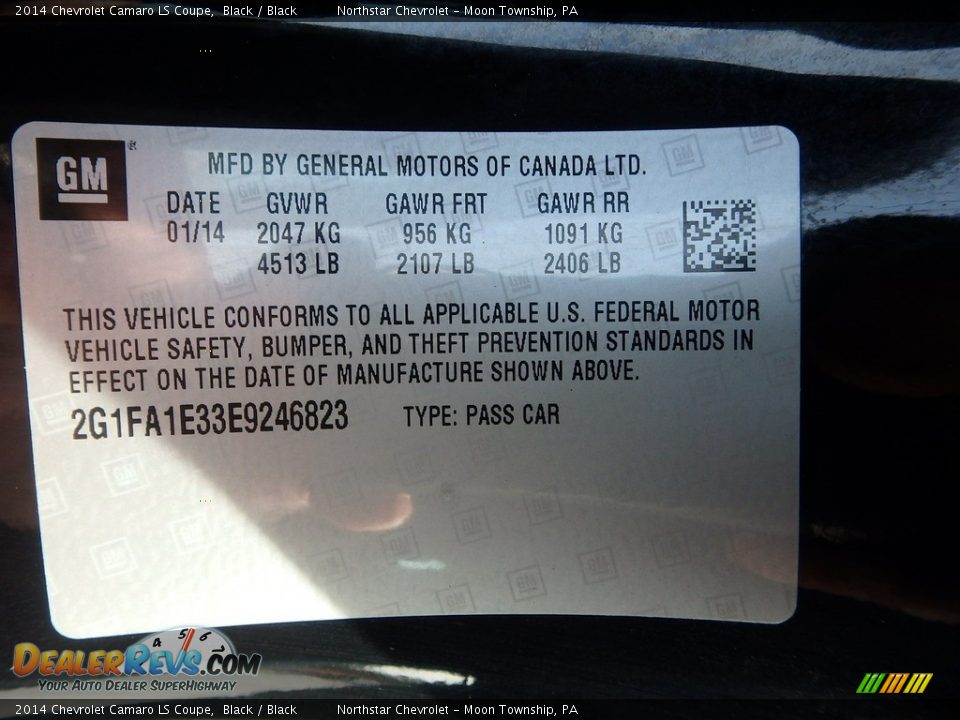 2014 Chevrolet Camaro LS Coupe, Black / Black Northstar Chevrolet - Moon Township, PA
GM
MFD BY GENERAL MOTORS OF CANADA LTD.
DATE GVWR GAWR FRT GAWR RR
01/14 2047 KG 956 KG 1091 KG
4513 LB 2107 LB 2406 LB
THIS VEHICLE CONFORMS TO ALL APPLICABLE U.S. FEDERAL MOTOR
VEHICLE SAFETY, BUMPER, AND THEFT PREVENTION STANDARDS IN
EFFECT ON THE DATE OF MANUFACTURE SHOWN ABOVE.
2G1FA1E33E9246823 TYPE: PASS CAR
4 5 6 7
DEALERREVS.COM
YOUR AUTO DEALER SUPERHIGHWAY
2014 Chevrolet Camaro LS Coupe, Black / Black Northstar Chevrolet - Moon Township, PA